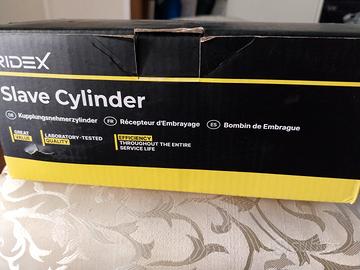 RIDEX
Slave Cylinder
DE Kupplungsnehmerzylinder FR Récepteur d'Embrayage ES Bombin de Embrague
GREAT
VALUE
LABORATORY-TESTED
QUALITY
EFFICIENCY
THROUGHOUT THE ENTIRE
SERVICE LIFE